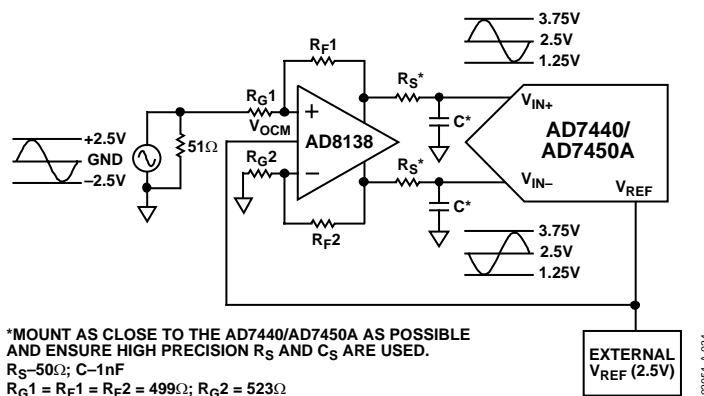 3.75V
2.5V
1.25V
RF1
RS*
RG1
VIN+
+
VOCM
C*
AD7440/
AD7450A
AD8138
+2.5V
GND
–2.5V
51Ω
RG2
RS*
–
VIN–
VREF
C*
RF2
3.75V
2.5V
1.25V
*MOUNT AS CLOSE TO THE AD7440/AD7450A AS POSSIBLE
AND ENSURE HIGH PRECISION RS AND CS ARE USED.
RS–50Ω; C–1nF
RG1 = RF1 = RF2 = 499Ω; RG2 = 523Ω
EXTERNAL
VREF (2.5V)